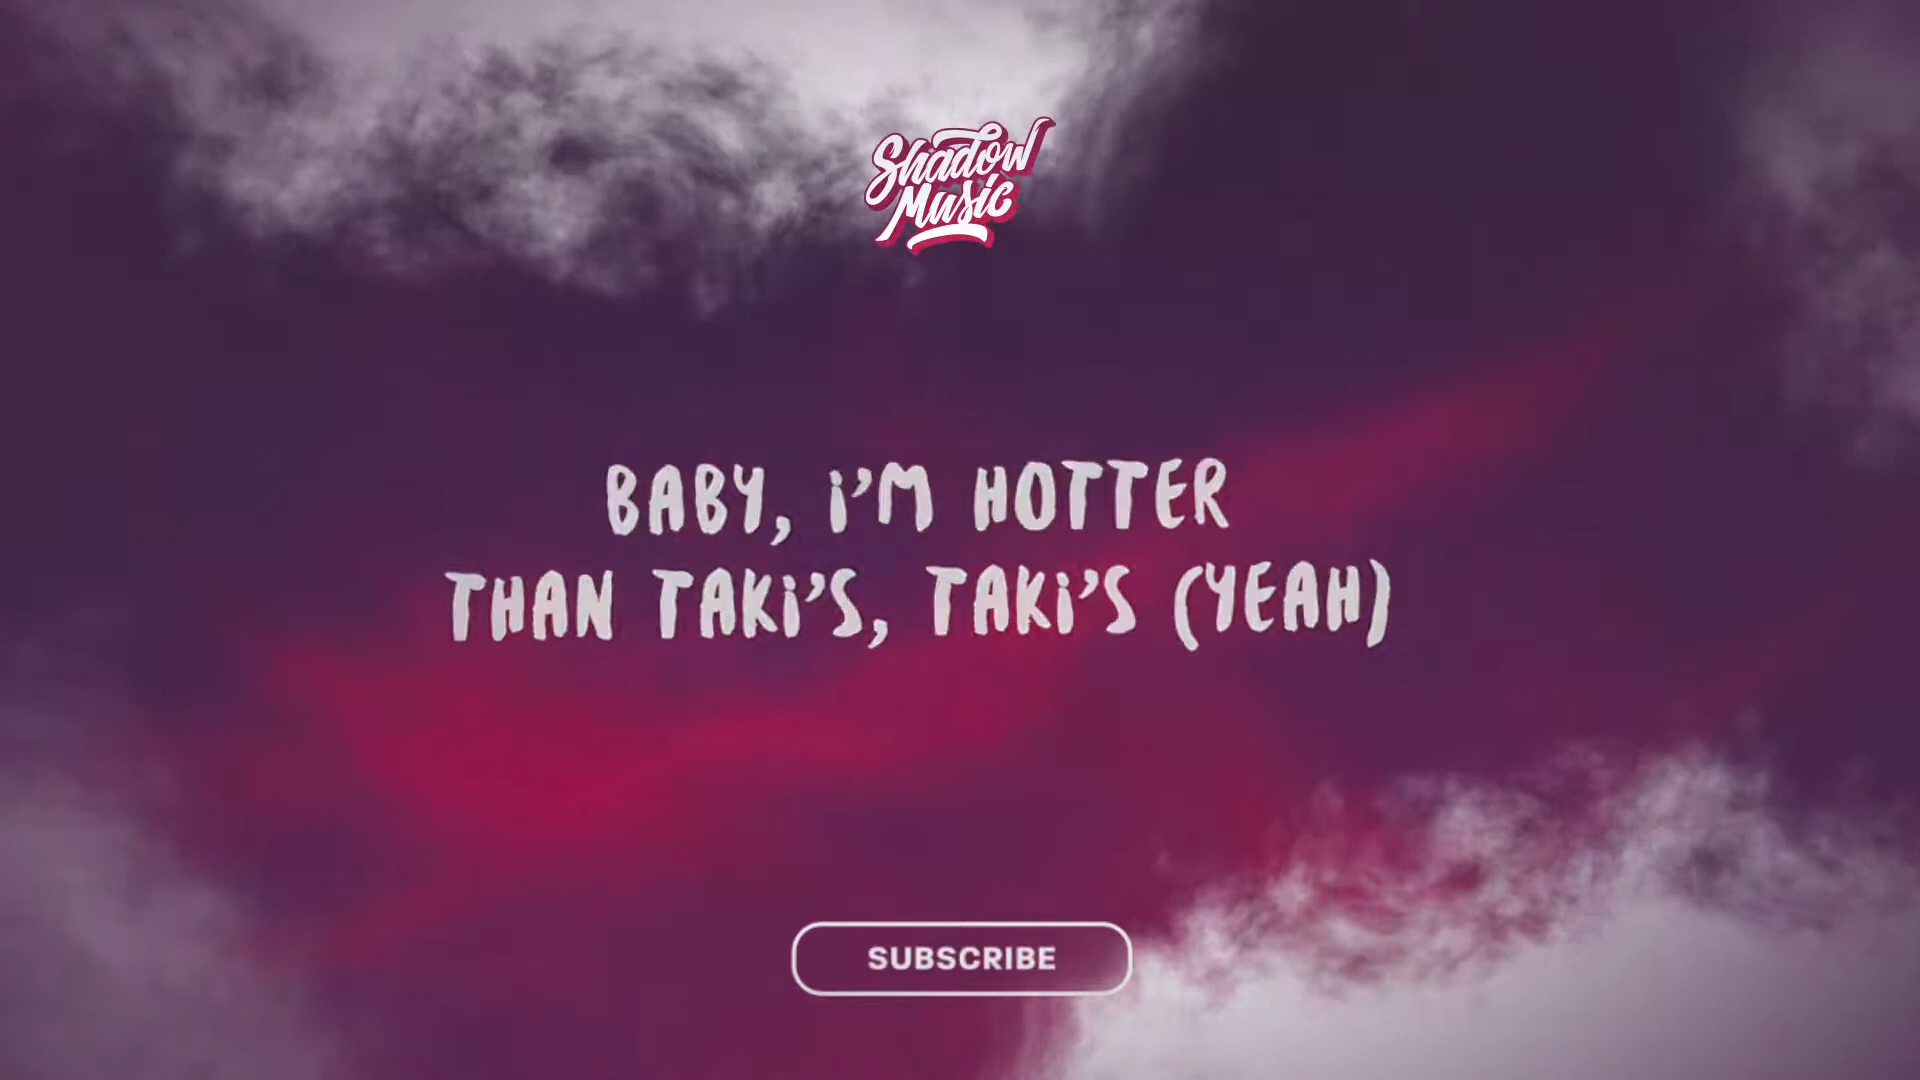 Shadow
Music
BABY, i'M HOTTER
THAN TAKi'S, TAKi'S (YEAH)
SUBSCRIBE